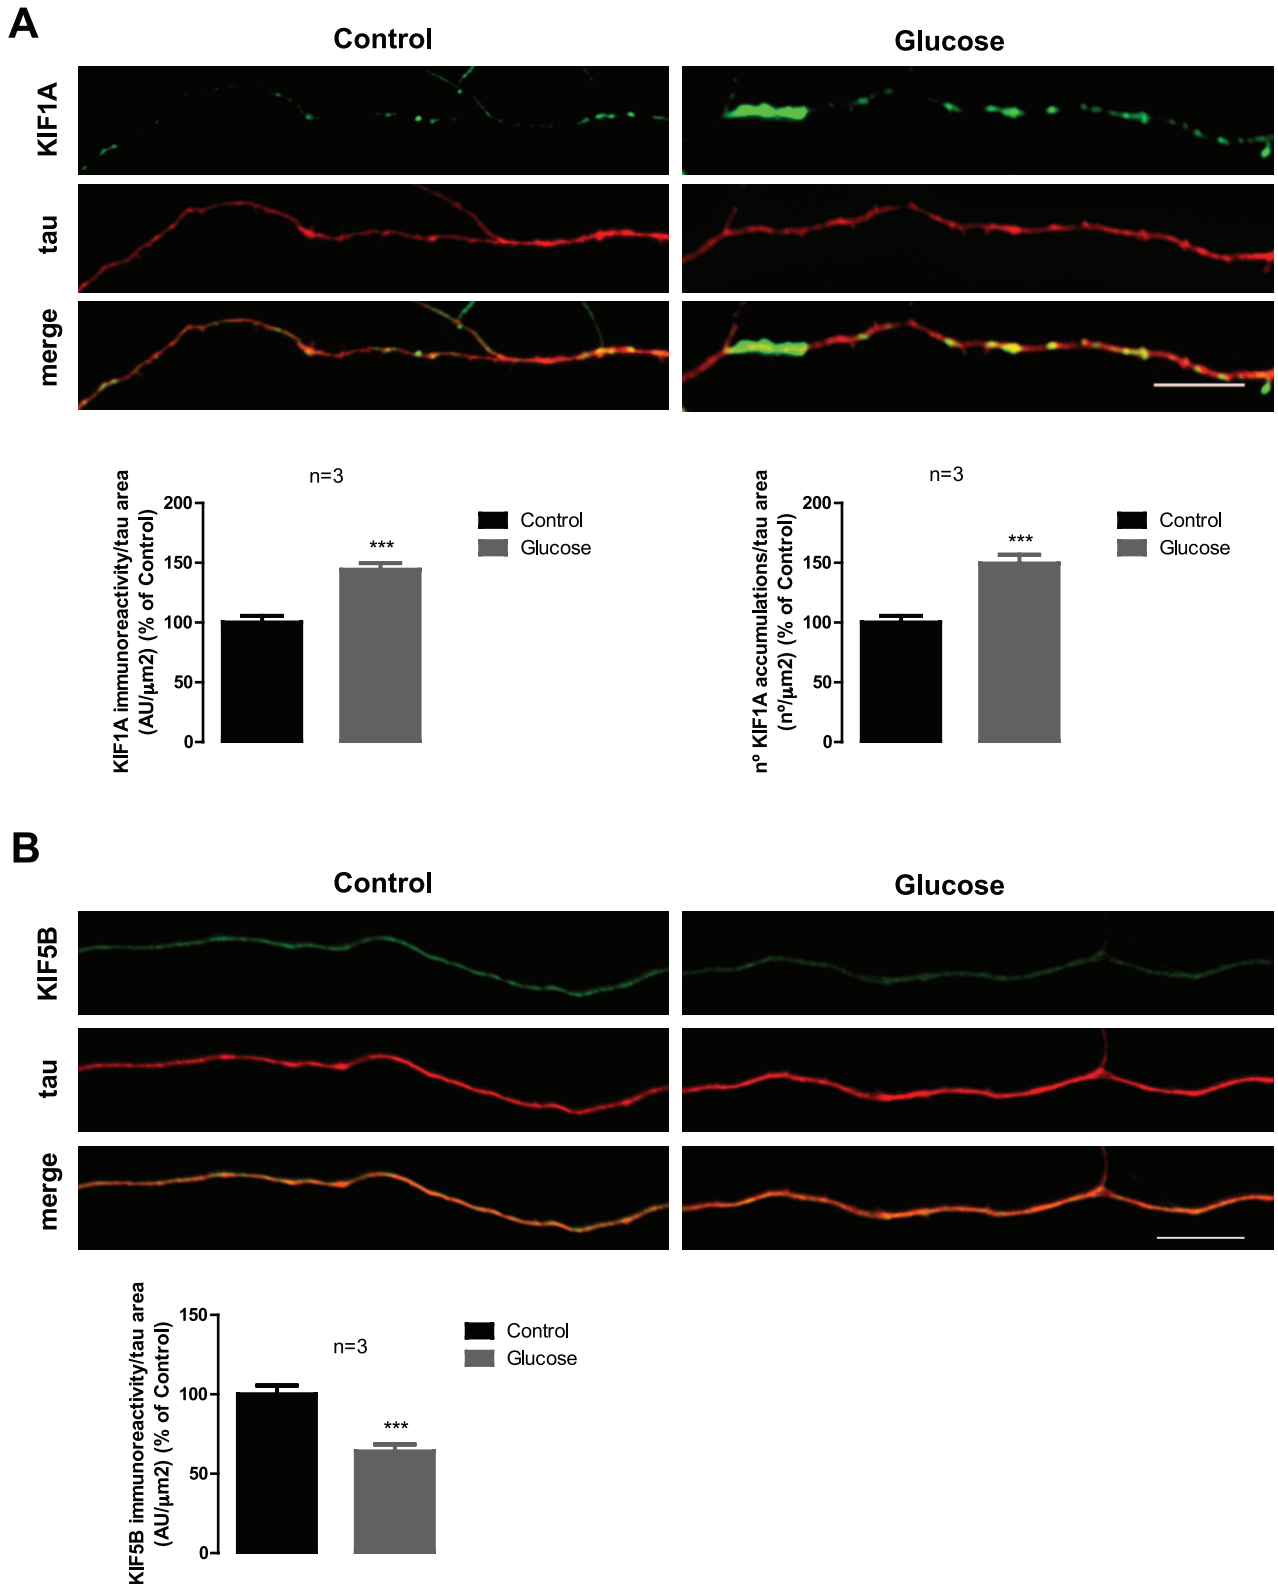 A
Control
Glucose
KIF1A
tau
merge
n=3
KIF1A immunoreactivity/tau area
(AU/μm2) (% of Control)
200
150
100
50
0
***
Control
Glucose
n=3
nº KIF1A accumulations/tau area
(nº/μm2) (% of Control)
200
150
100
50
0
***
Control
Glucose
B
Control
Glucose
KIF5B
tau
merge
KIF5B immunoreactivity/tau area
(AU/μm2) (% of Control)
150
100
50
0
n=3
***
Control
Glucose